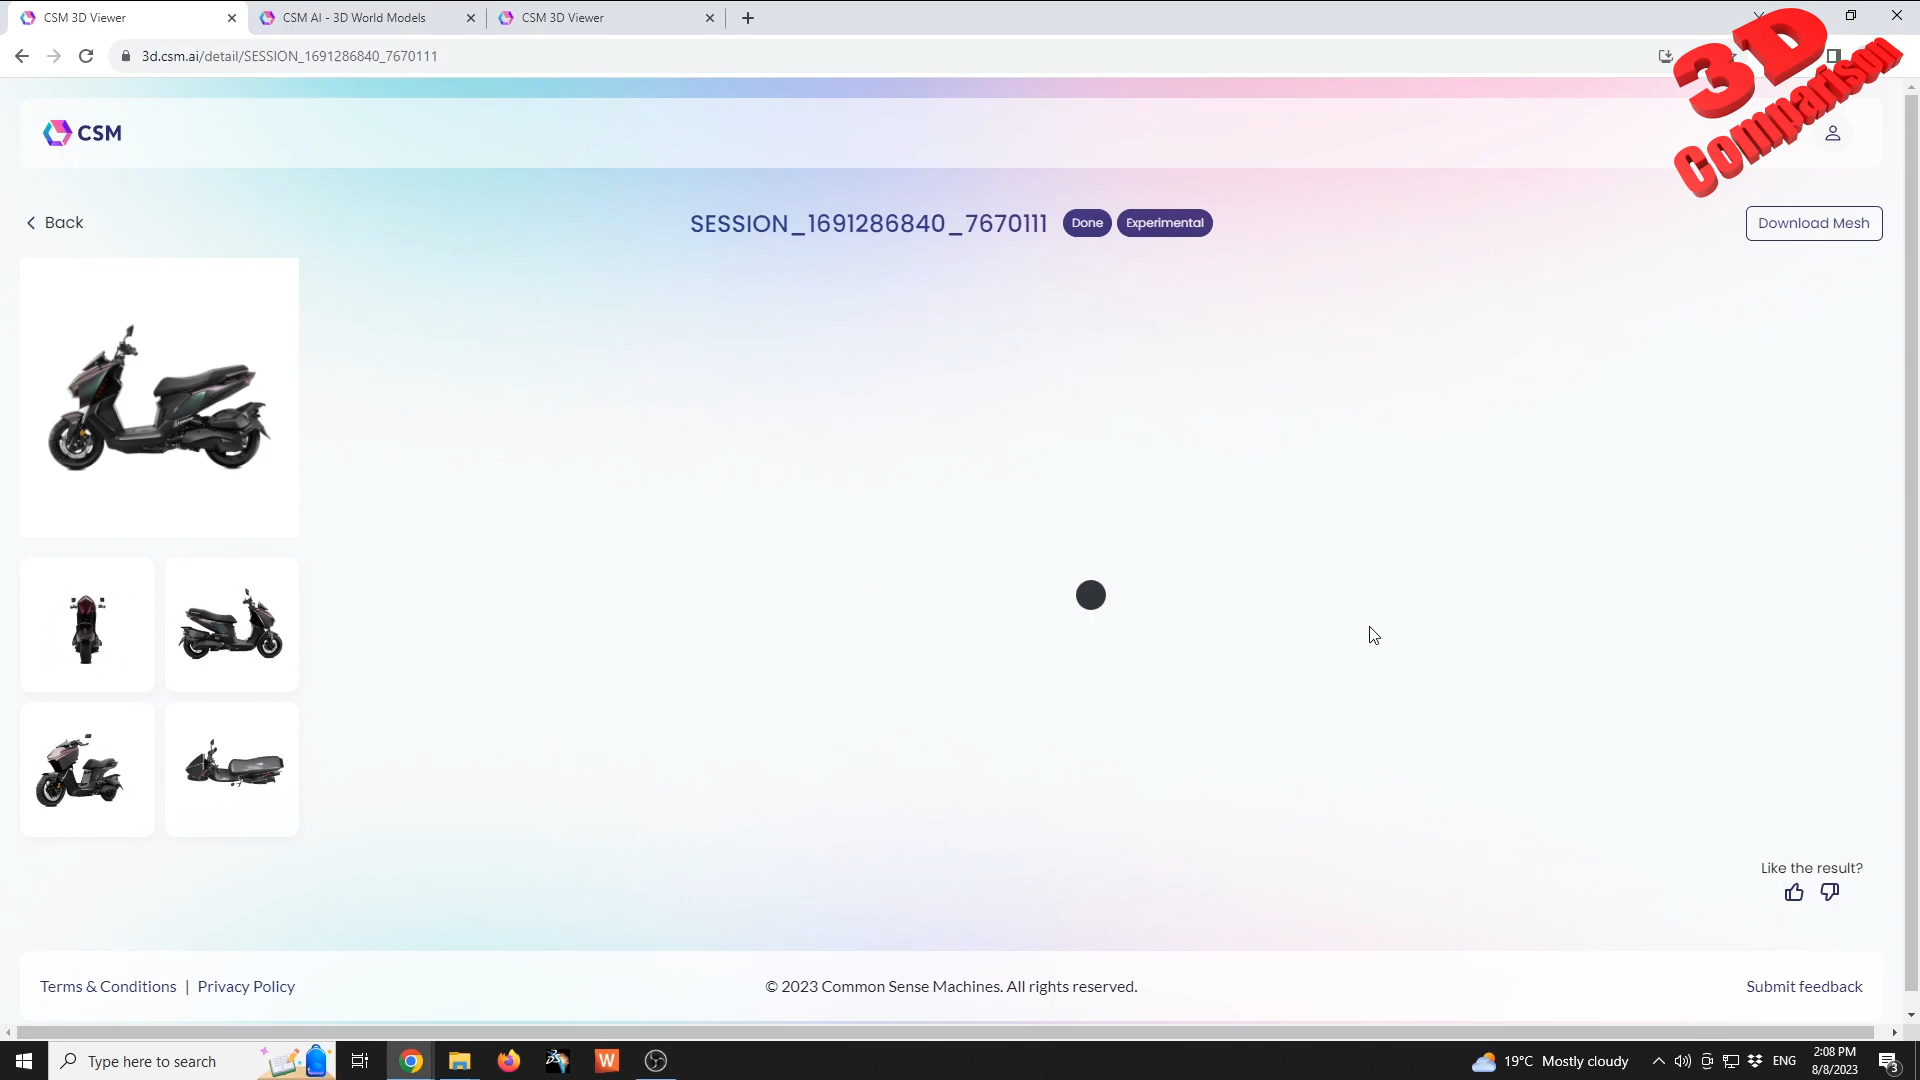 CSM 3D Viewer
CSM AI - 3D World Models
CSM 3D Viewer
3d.csm.ai/detail/SESSION_1691286840_7670111
3D
Comparison
CSM
Back
SESSION_1691286840_7670111
Done
Experimental
Download Mesh
Like the result?
Terms & Conditions | Privacy Policy
© 2023 Common Sense Machines. All rights reserved.
Submit feedback
Type here to search
W
19°C Mostly cloudy
ENG
2:08 PM
8/8/2023
3